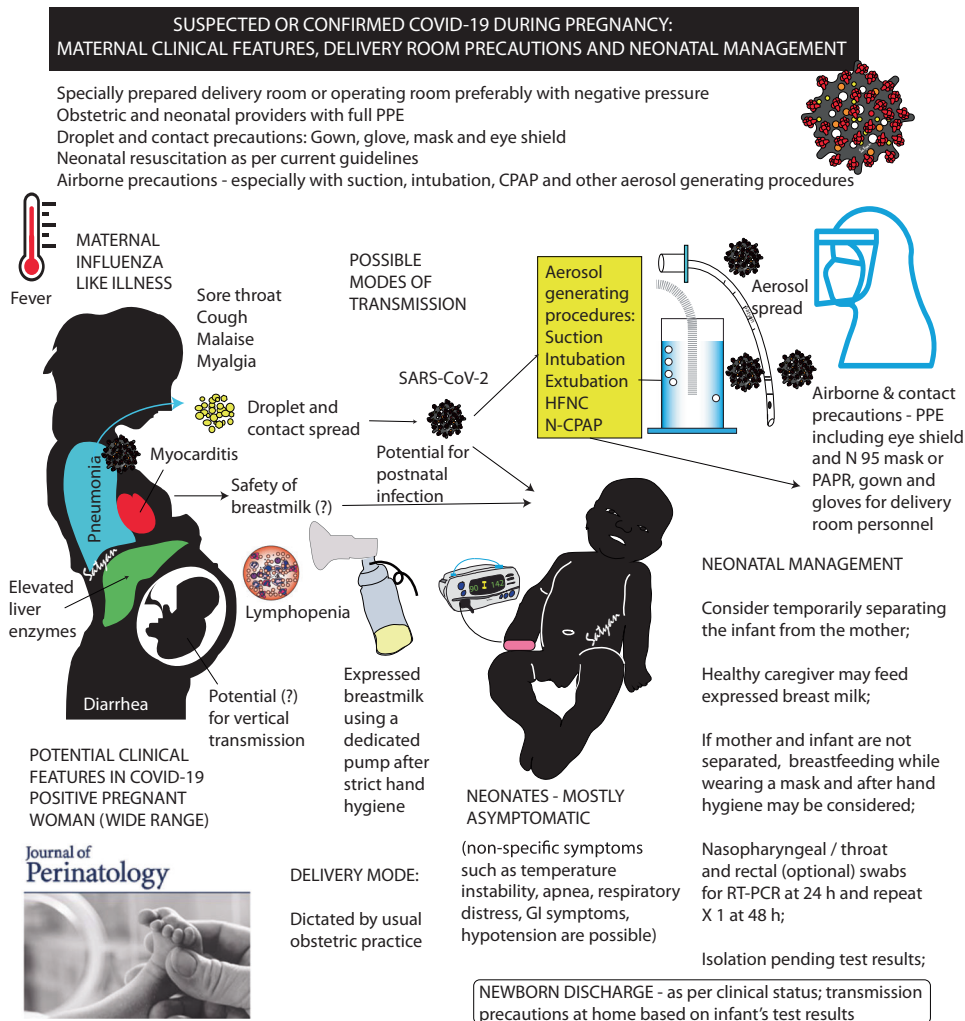 SUSPECTED OR CONFIRMED COVID-19 DURING PREGNANCY:
MATERNAL CLINICAL FEATURES, DELIVERY ROOM PRECAUTIONS AND NEONATAL MANAGEMENT
Specially prepared delivery room or operating room preferably with negative pressure
Obstetric and neonatal providers with full PPE
Droplet and contact precautions: Gown, glove, mask and eye shield
Neonatal resuscitation as per current guidelines
Airborne precautions - especially with suction, intubation, CPAP and other aerosol generating procedures
Fever
MATERNAL
INFLUENZA
LIKE ILLNESS
Sore throat
Cough
Malaise
Myalgia
POSSIBLE
MODES OF
TRANSMISSION
SARS-CoV-2
Droplet and
contact spread
Potential for
postnatal
infection
Aerosol
generating
procedures:
Suction
Intubation
Extubation
HFNC
N-CPAP
Aerosol
spread
Airborne & contact
precautions - PPE
including eye shield
and N 95 mask or
PAPR, gown and
gloves for delivery
room personnel
Pneumonia
Myocarditis
Safety of
breastmilk (?)
Satyan
Elevated
liver
enzymes
Lymphopenia
Diarrhea
Potential (?)
for vertical
transmission
Expressed
breastmilk
using a
dedicated
pump after
strict hand
hygiene
90 142
Satyan
POTENTIAL CLINICAL
FEATURES IN COVID-19
POSITIVE PREGNANT
WOMAN (WIDE RANGE)
Journal of
Perinatology
DELIVERY MODE:
Dictated by usual
obstetric practice
NEONATES - MOSTLY
ASYMPTOMATIC
(non-specific symptoms
such as temperature
instability, apnea, respiratory
distress, GI symptoms,
hypotension are possible)
NEONATAL MANAGEMENT
Consider temporarily separating
the infant from the mother;
Healthy caregiver may feed
expressed breast milk;
If mother and infant are not
separated, breastfeeding while
wearing a mask and after hand
hygiene may be considered;
Nasopharyngeal / throat
and rectal (optional) swabs
for RT-PCR at 24 h and repeat
X 1 at 48 h;
Isolation pending test results;
NEWBORN DISCHARGE - as per clinical status; transmission
precautions at home based on infant's test results